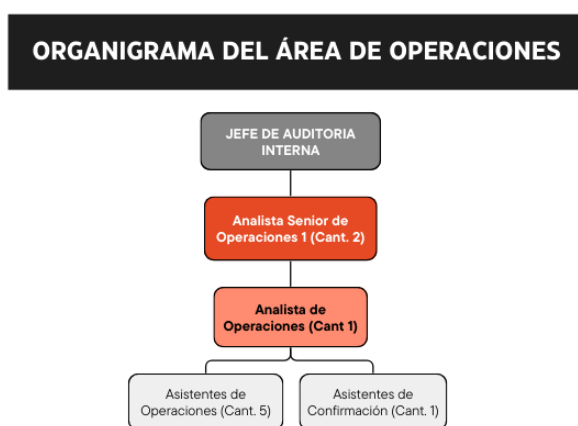 ORGANIGRAMA DEL ÁREA DE OPERACIONES
JEFE DE AUDITORIA
INTERNA
Analista Senior de
Operaciones 1 (Cant. 2)
Analista de
Operaciones (Cant 1)
Asistentes de
Operaciones (Cant. 5)
Asistentes de
Confirmación (Cant. 1)